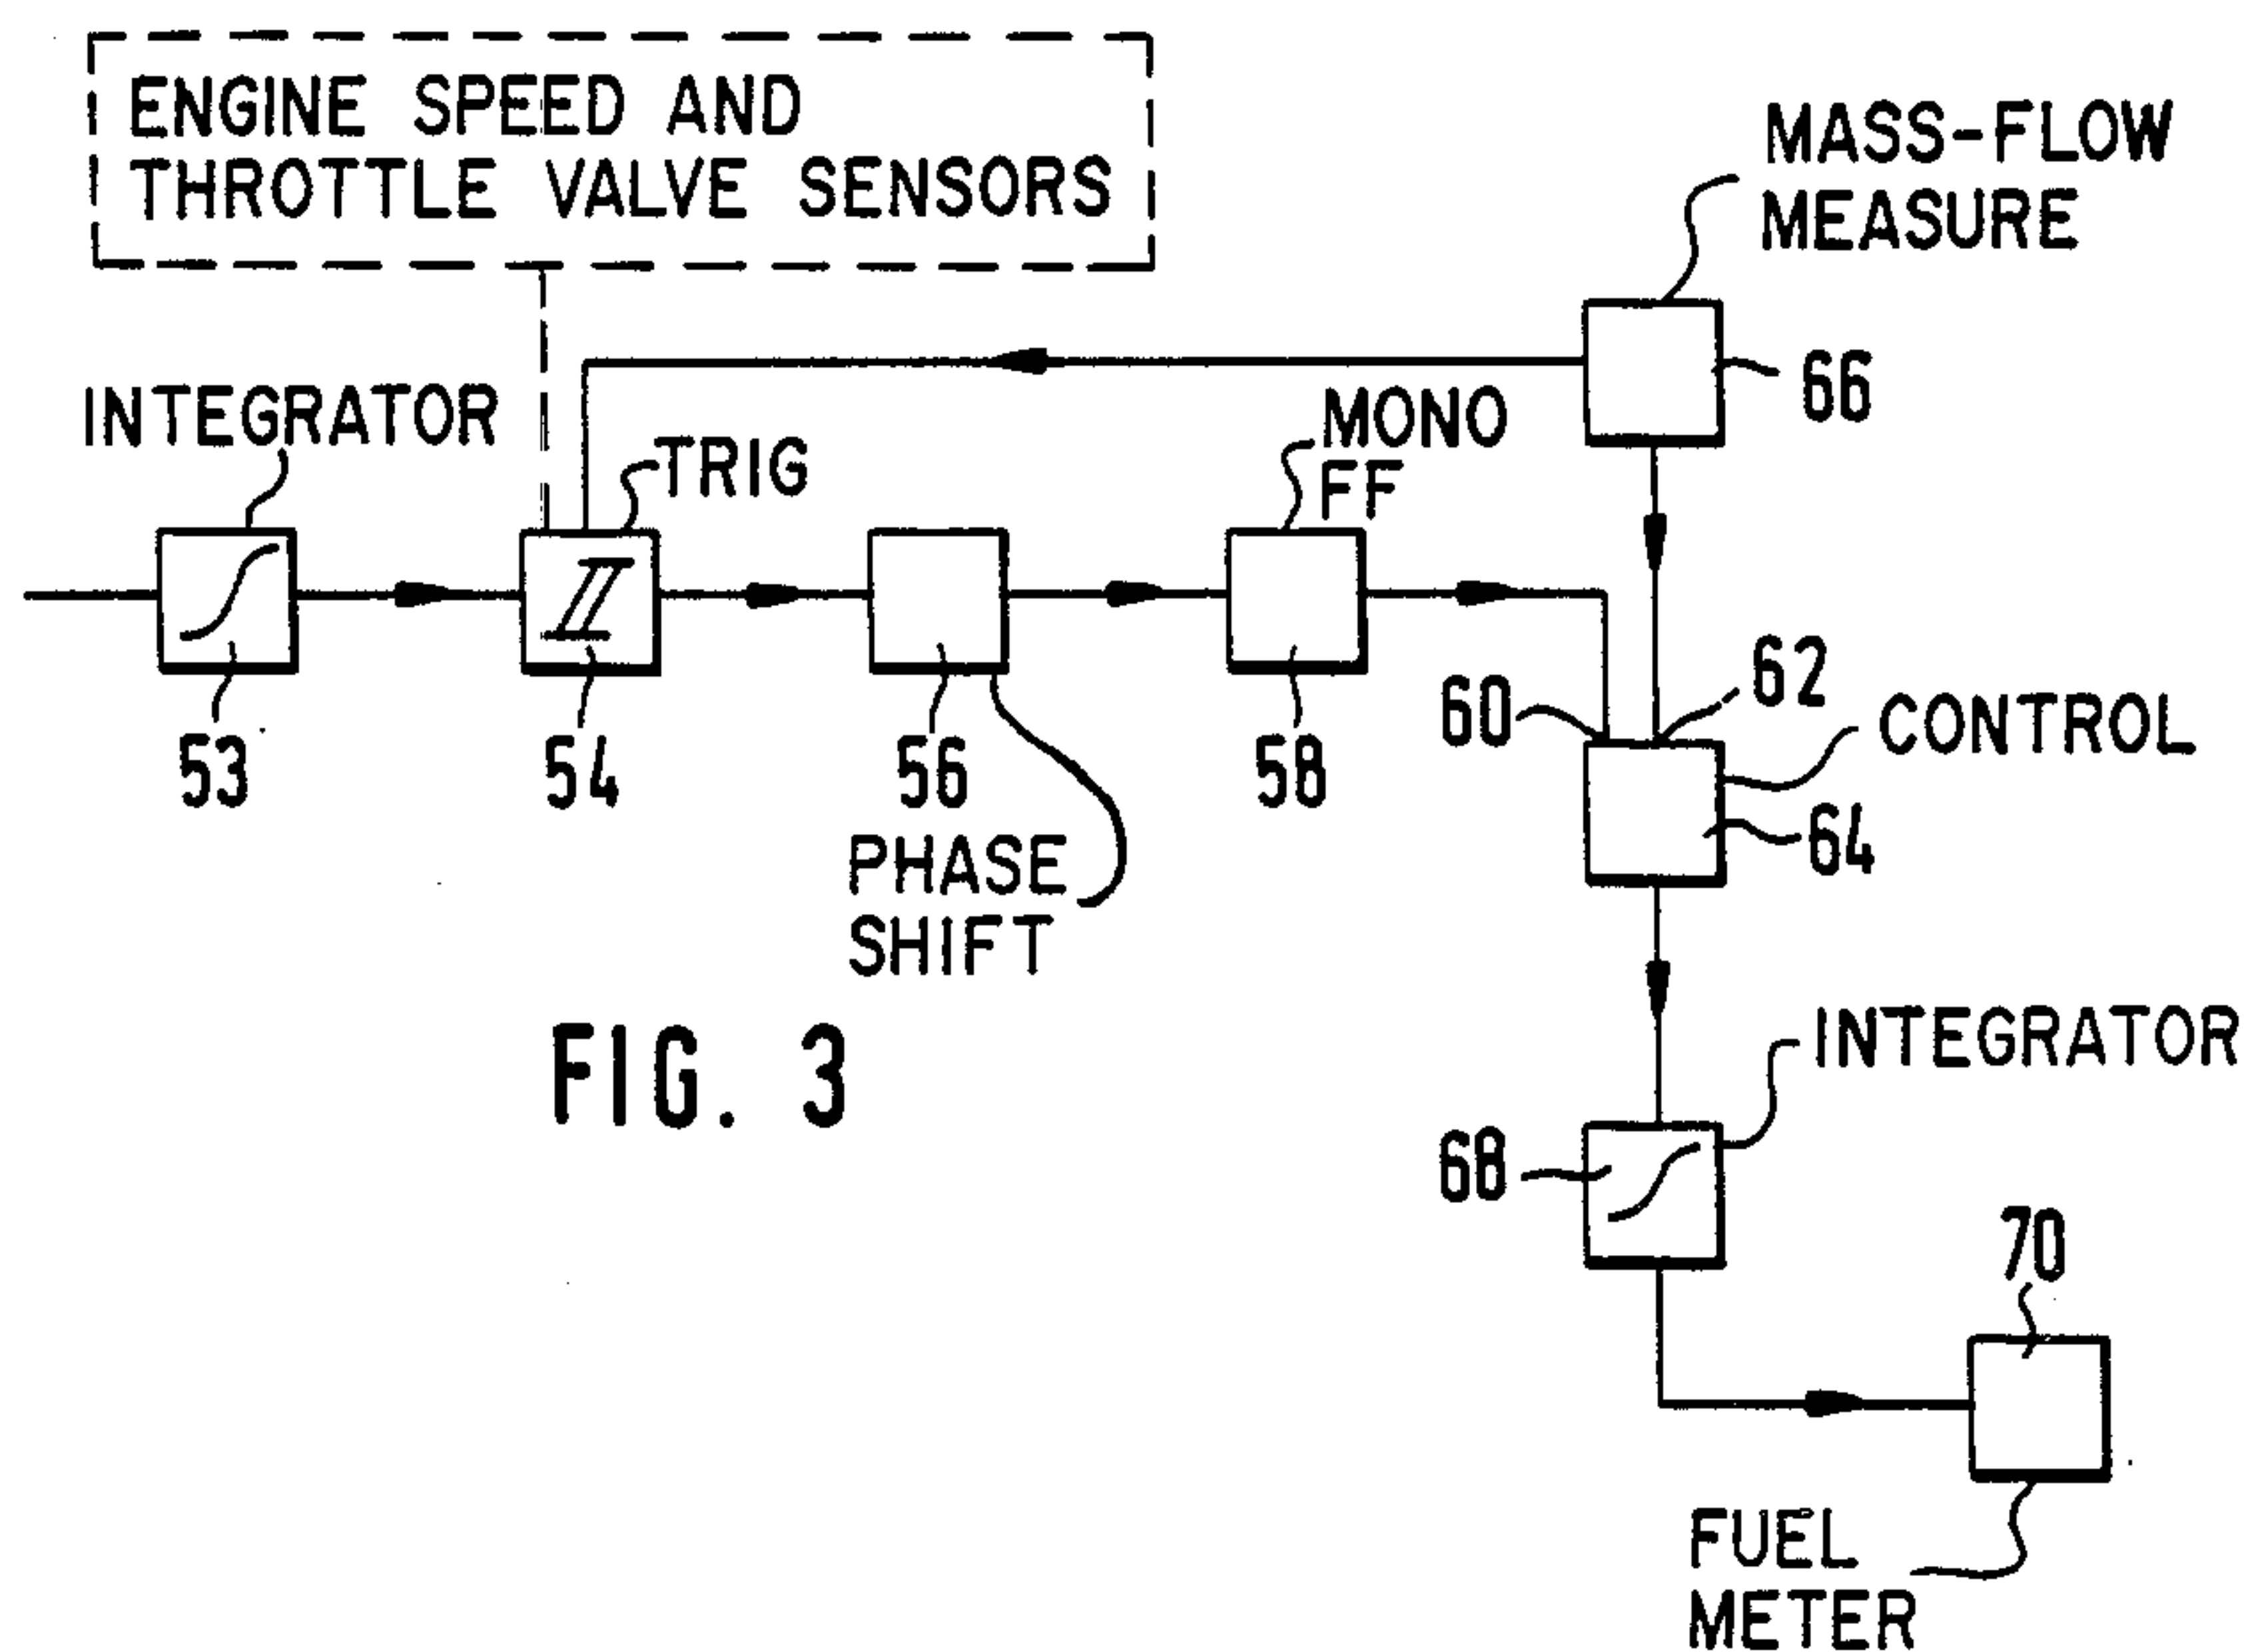 ENGINE SPEED AND
THROTTLE VALVE SENSORS
MASS-FLOW
MEASURE
66
INTEGRATOR
TRIG
MONO
FF
53
54
56
58
60
62
CONTROL
64
PHASE
SHIFT
FIG. 3
INTEGRATOR
68
70
FUEL
METER